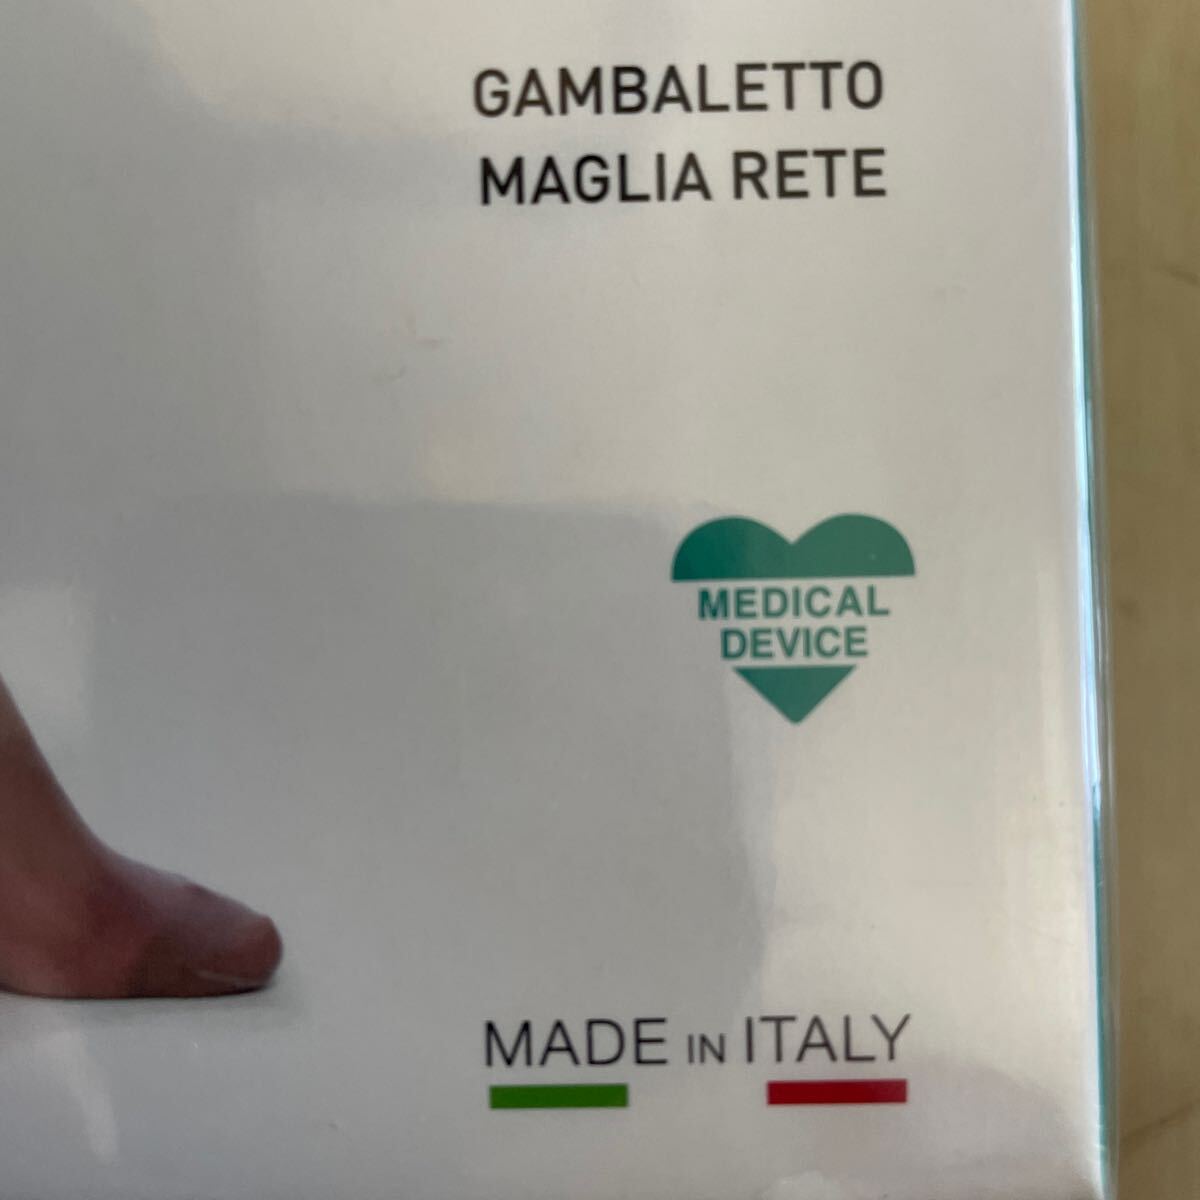 GAMBALETTO
MAGLIA RETE
MEDICAL
DEVICE
MADE IN ITALY